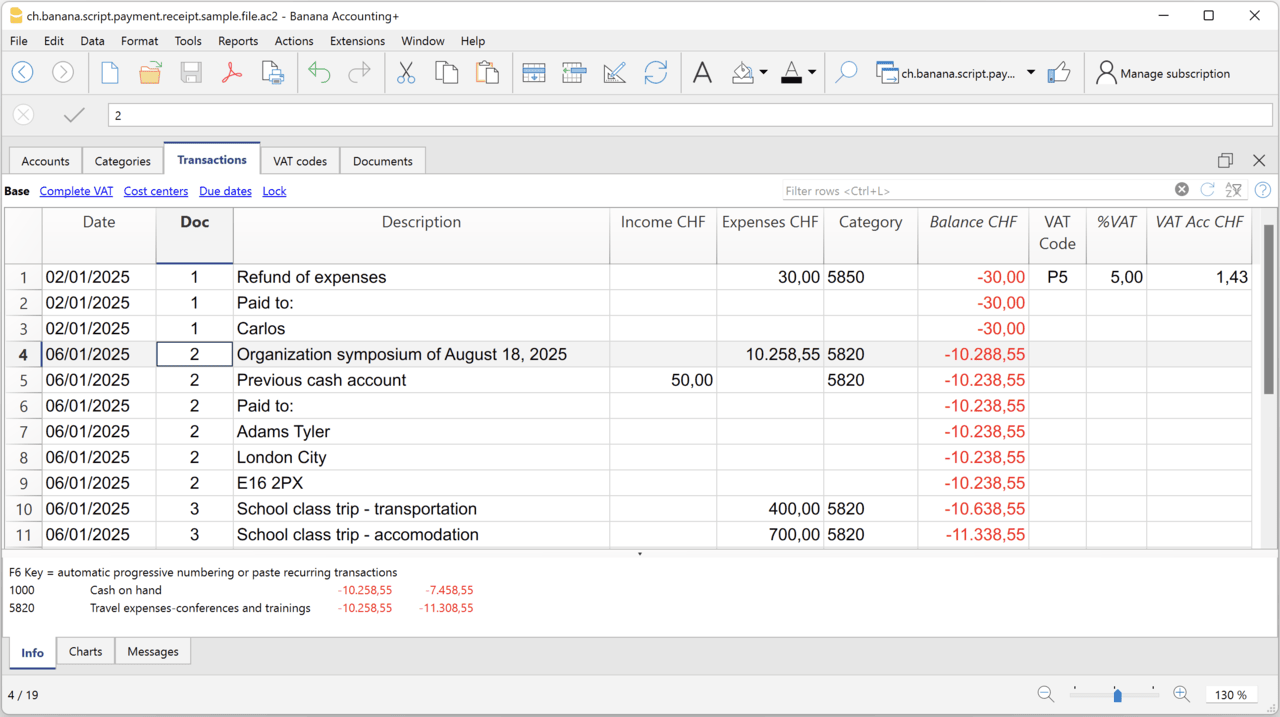 ch.banana.script.payment.receipt.sample.file.ac2 - Banana Accounting+
File Edit Data Format Tools Reports Actions Extensions Window Help
ch.banana.script.pay... Manage subscription
2
Accounts Categories Transactions VAT codes Documents
Base Complete VAT Cost centers Due dates Lock Filter rows <Ctrl+L>
Date Doc Description Income CHF Expenses CHF Category Balance CHF VAT Code %VAT VAT Acc CHF
1 02/01/2025 1 Refund of expenses 30,00 5850 -30,00 P5 5,00 1,43
2 02/01/2025 1 Paid to: -30,00
3 02/01/2025 1 Carlos -30,00
4 06/01/2025 2 Organization symposium of August 18, 2025 10.258,55 5820 -10.288,55
5 06/01/2025 2 Previous cash account 50,00 5820 -10.238,55
6 06/01/2025 2 Paid to: -10.238,55
7 06/01/2025 2 Adams Tyler -10.238,55
8 06/01/2025 2 London City -10.238,55
9 06/01/2025 2 E16 2PX -10.238,55
10 06/01/2025 3 School class trip - transportation 400,00 5820 -10.638,55
11 06/01/2025 3 School class trip - accomodation 700,00 5820 -11.338,55
F6 Key = automatic progressive numbering or paste recurring transactions
1000 Cash on hand -10.258,55 -7.458,55
5820 Travel expenses-conferences and trainings -10.258,55 -11.308,55
Info Charts Messages
4 / 19 130 %